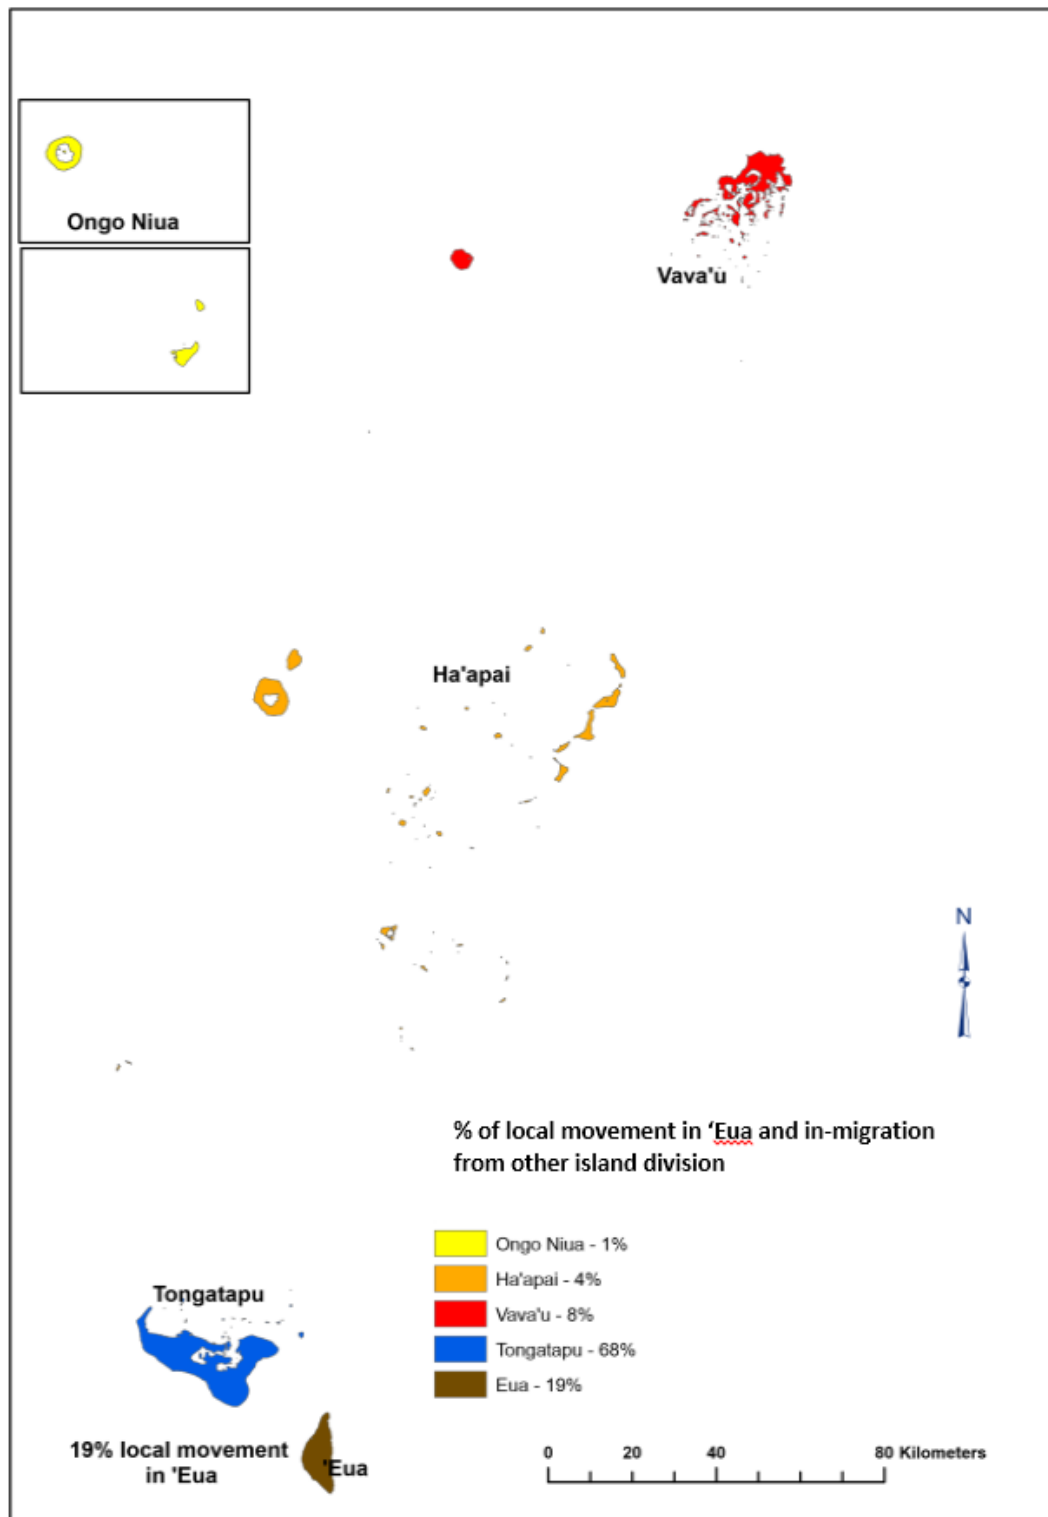 Ongo Niua
Vava'u
Ha'apai
N
% of local movement in ‘Eua and in-migration
from other island division
Ongo Niua - 1%
Ha'apai - 4%
Vava'u - 8%
Tongatapu - 68%
Eua - 19%
Tongatapu
19% local movement
in 'Eua
'Eua
0 20 40 80 Kilometers